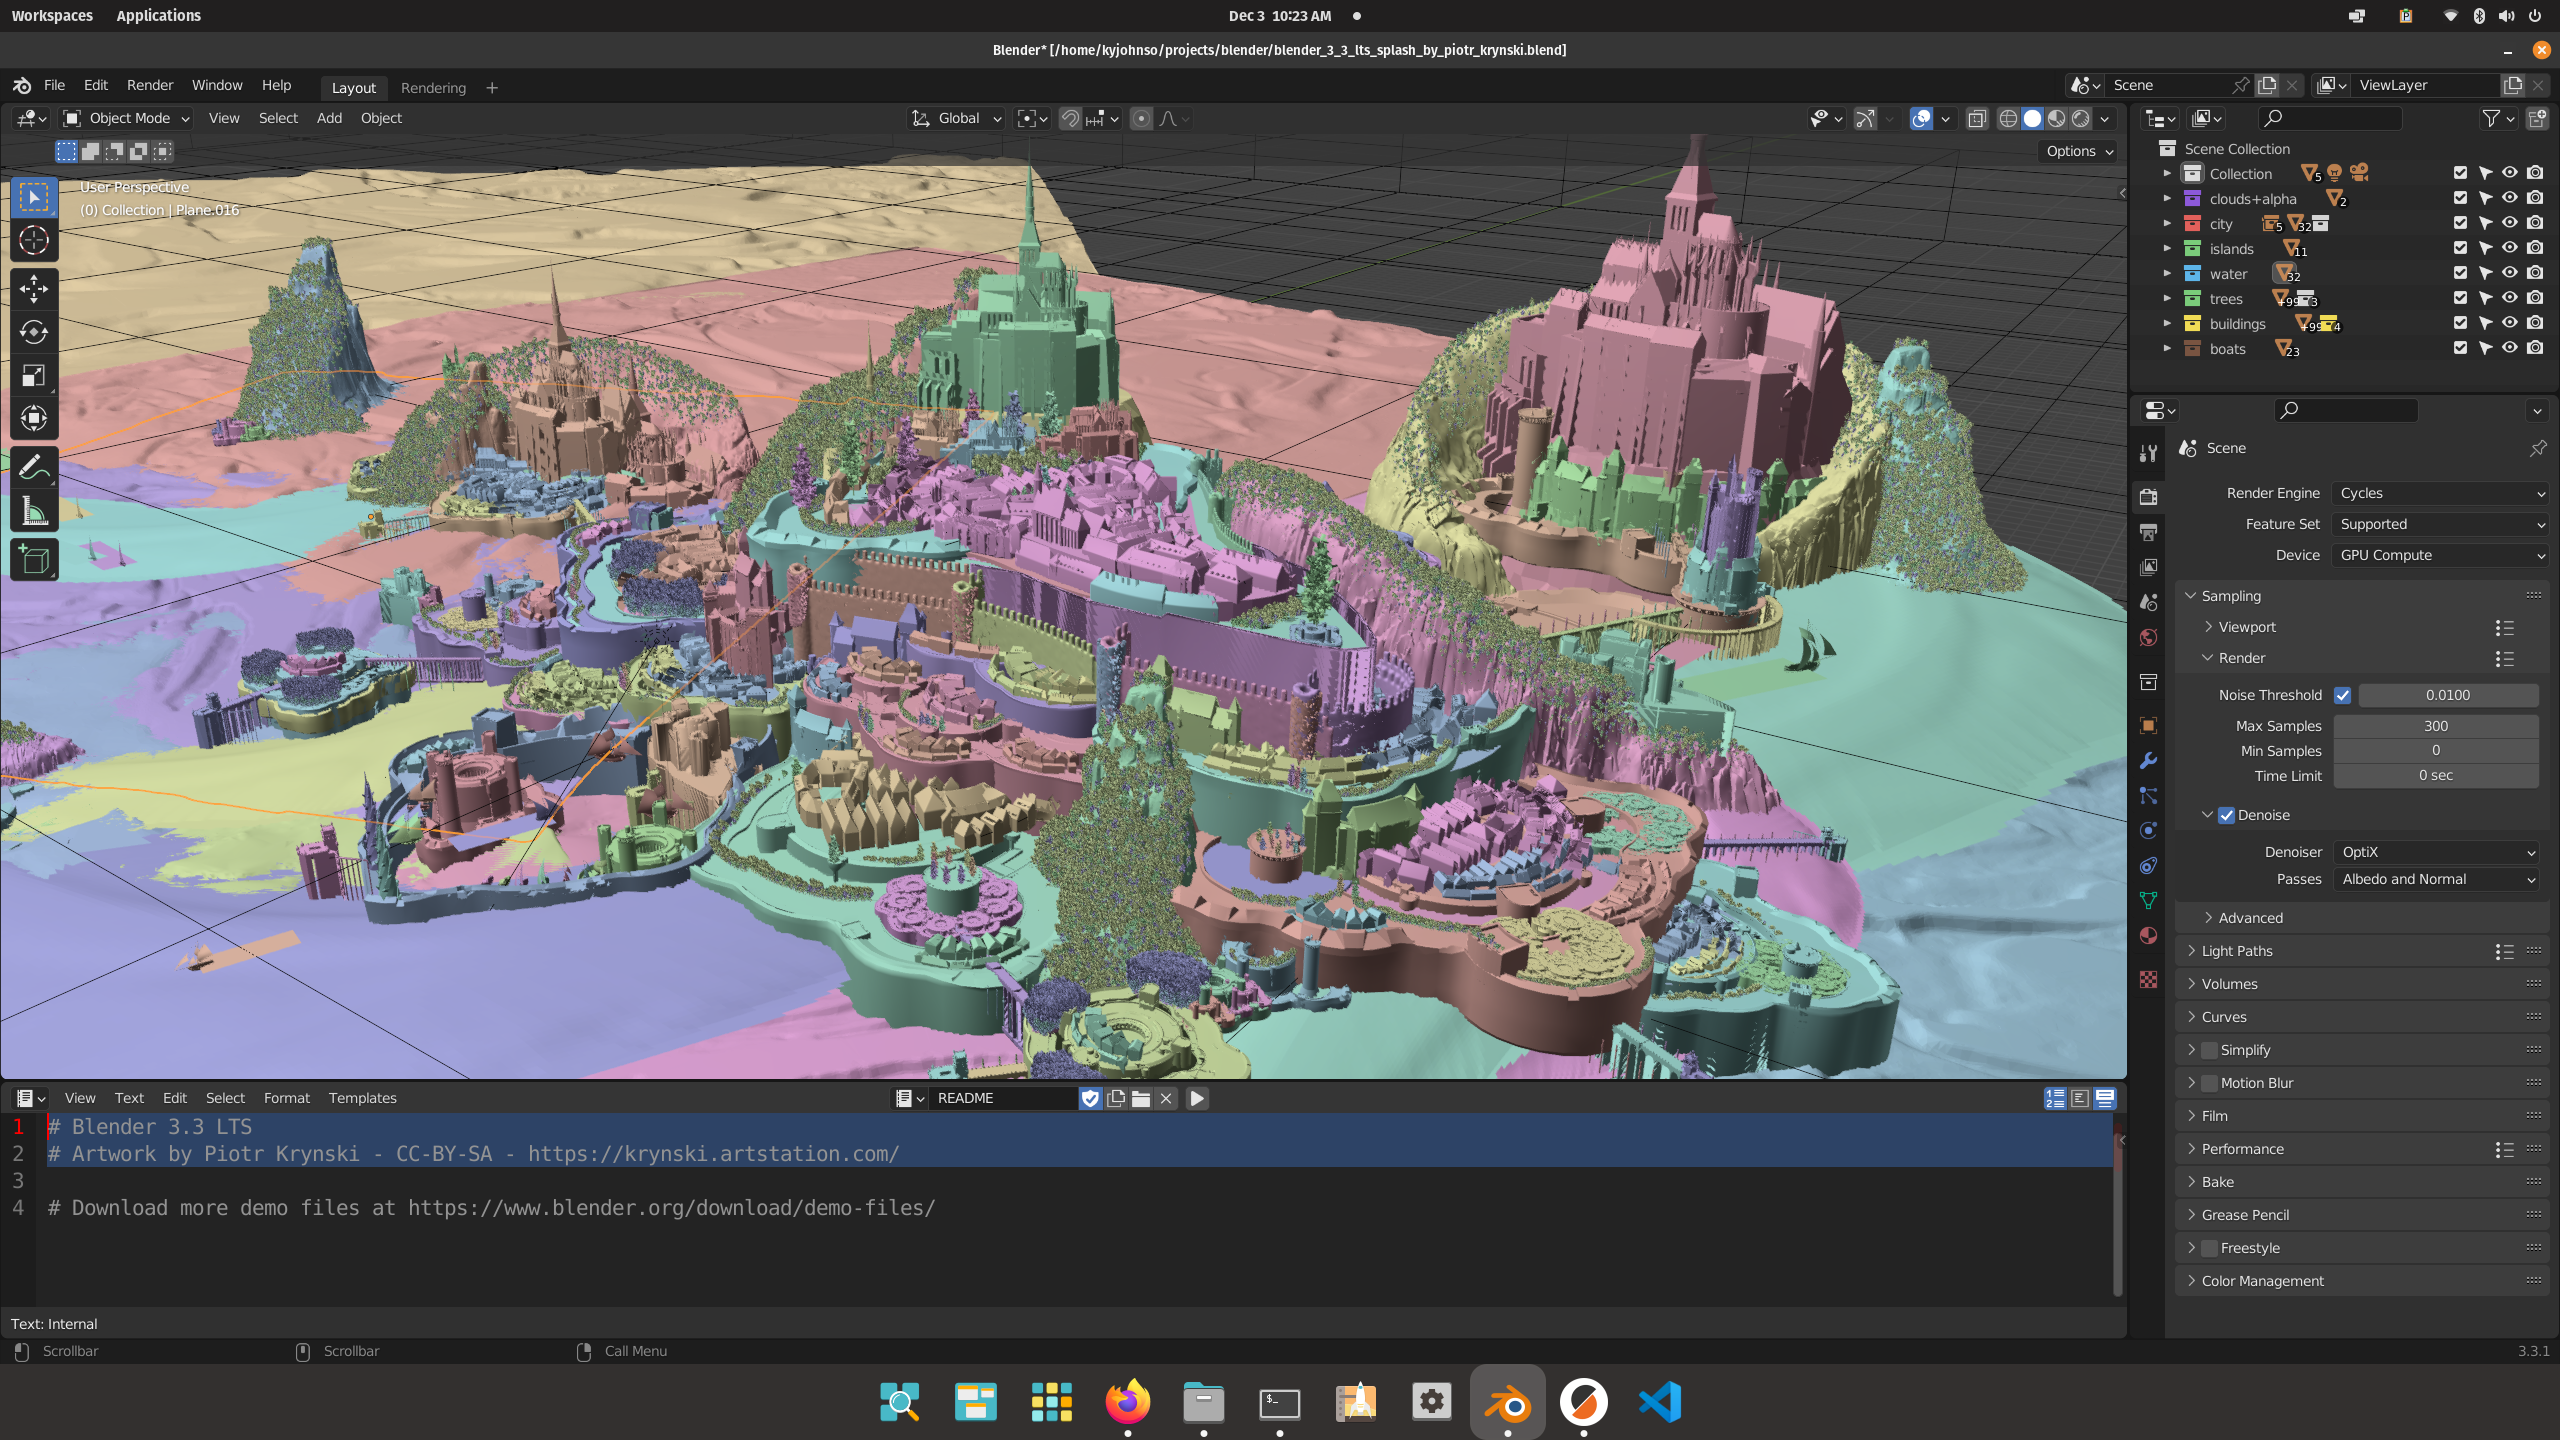 Workspaces Applications Dec 3 10:23 AM
Blender* [/home/kyjohnso/projects/blender/blender_3_3_lts_splash_by_piotr_krynski.blend]
File Edit Render Window Help Layout Rendering + Scene ViewLayer
Object Mode View Select Add Object Global
Options
User Perspective
(0) Collection | Plane.016
Scene Collection
Collection 5
clouds+alpha 2
city 5 32
islands 11
water 32
trees +99 3
buildings +99 4
boats 23
Scene
Render Engine Cycles
Feature Set Supported
Device GPU Compute
Sampling
Viewport
Render
Noise Threshold 0.0100
Max Samples 300
Min Samples 0
Time Limit 0 sec
Denoise
Denoiser OptiX
Passes Albedo and Normal
Advanced
Light Paths
Volumes
Curves
Simplify
Motion Blur
Film
Performance
Bake
Grease Pencil
Freestyle
Color Management
View Text Edit Select Format Templates README
1 # Blender 3.3 LTS
2 # Artwork by Piotr Krynski - CC-BY-SA - https://krynski.artstation.com/
3
4 # Download more demo files at https://www.blender.org/download/demo-files/
Text: Internal
Scrollbar Scrollbar Call Menu 3.3.1